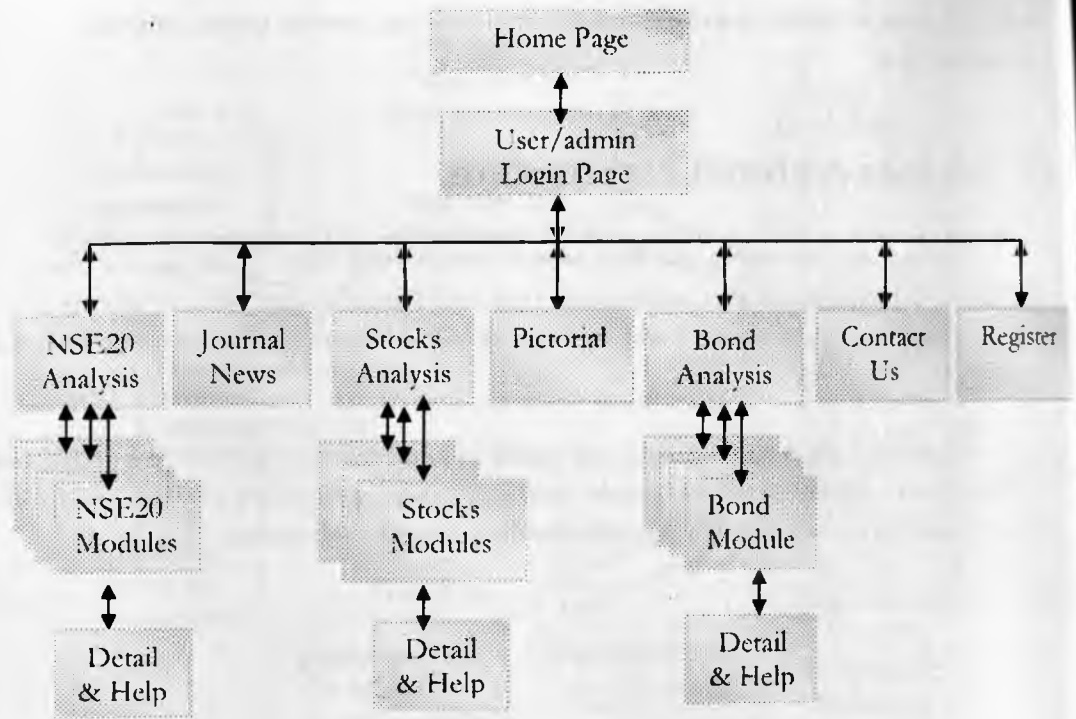 Home Page
User/admin
Login Page
NSE20
Analysis
Journal
News
Stocks
Analysis
Pictorial
Bond
Analysis
Contact
Us
Register
NSE20
Modules
Stocks
Modules
Bond
Module
Detail
& Help
Detail
& Help
Detail
& Help